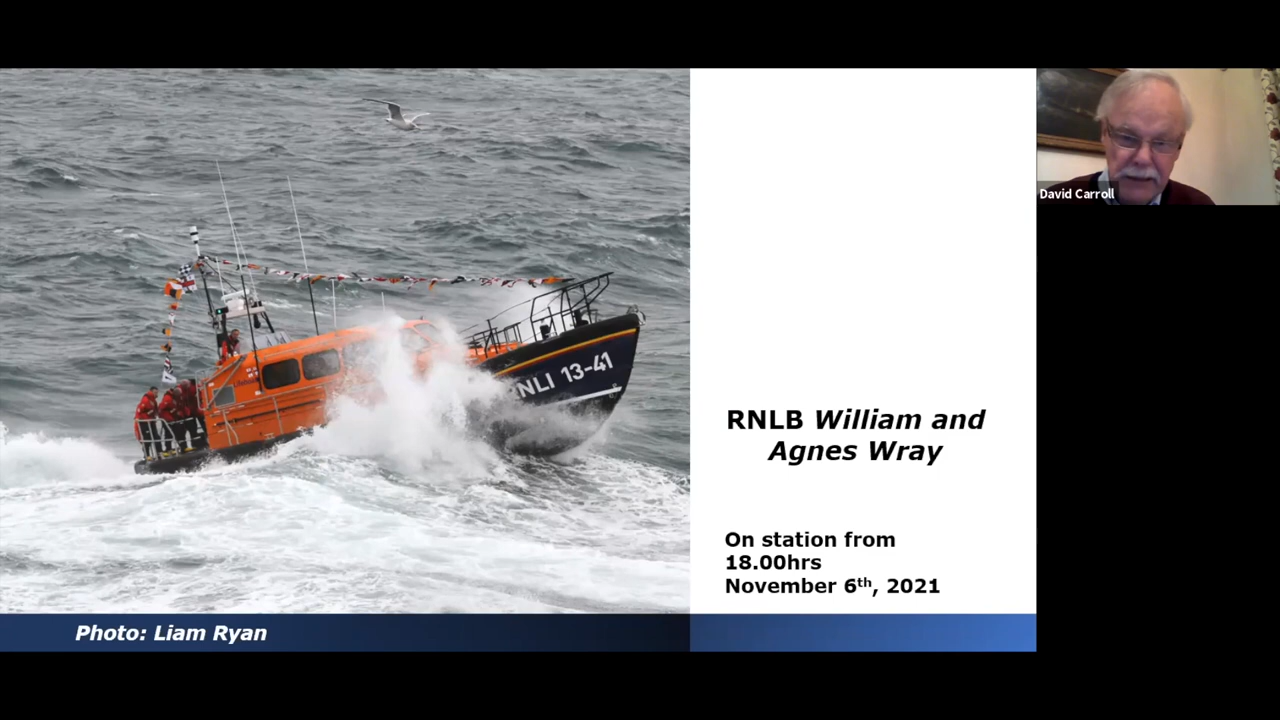 RNLI 13-41
RNLB William and
Agnes Wray
On station from
18.00hrs
November 6th, 2021
Photo: Liam Ryan
David Carroll